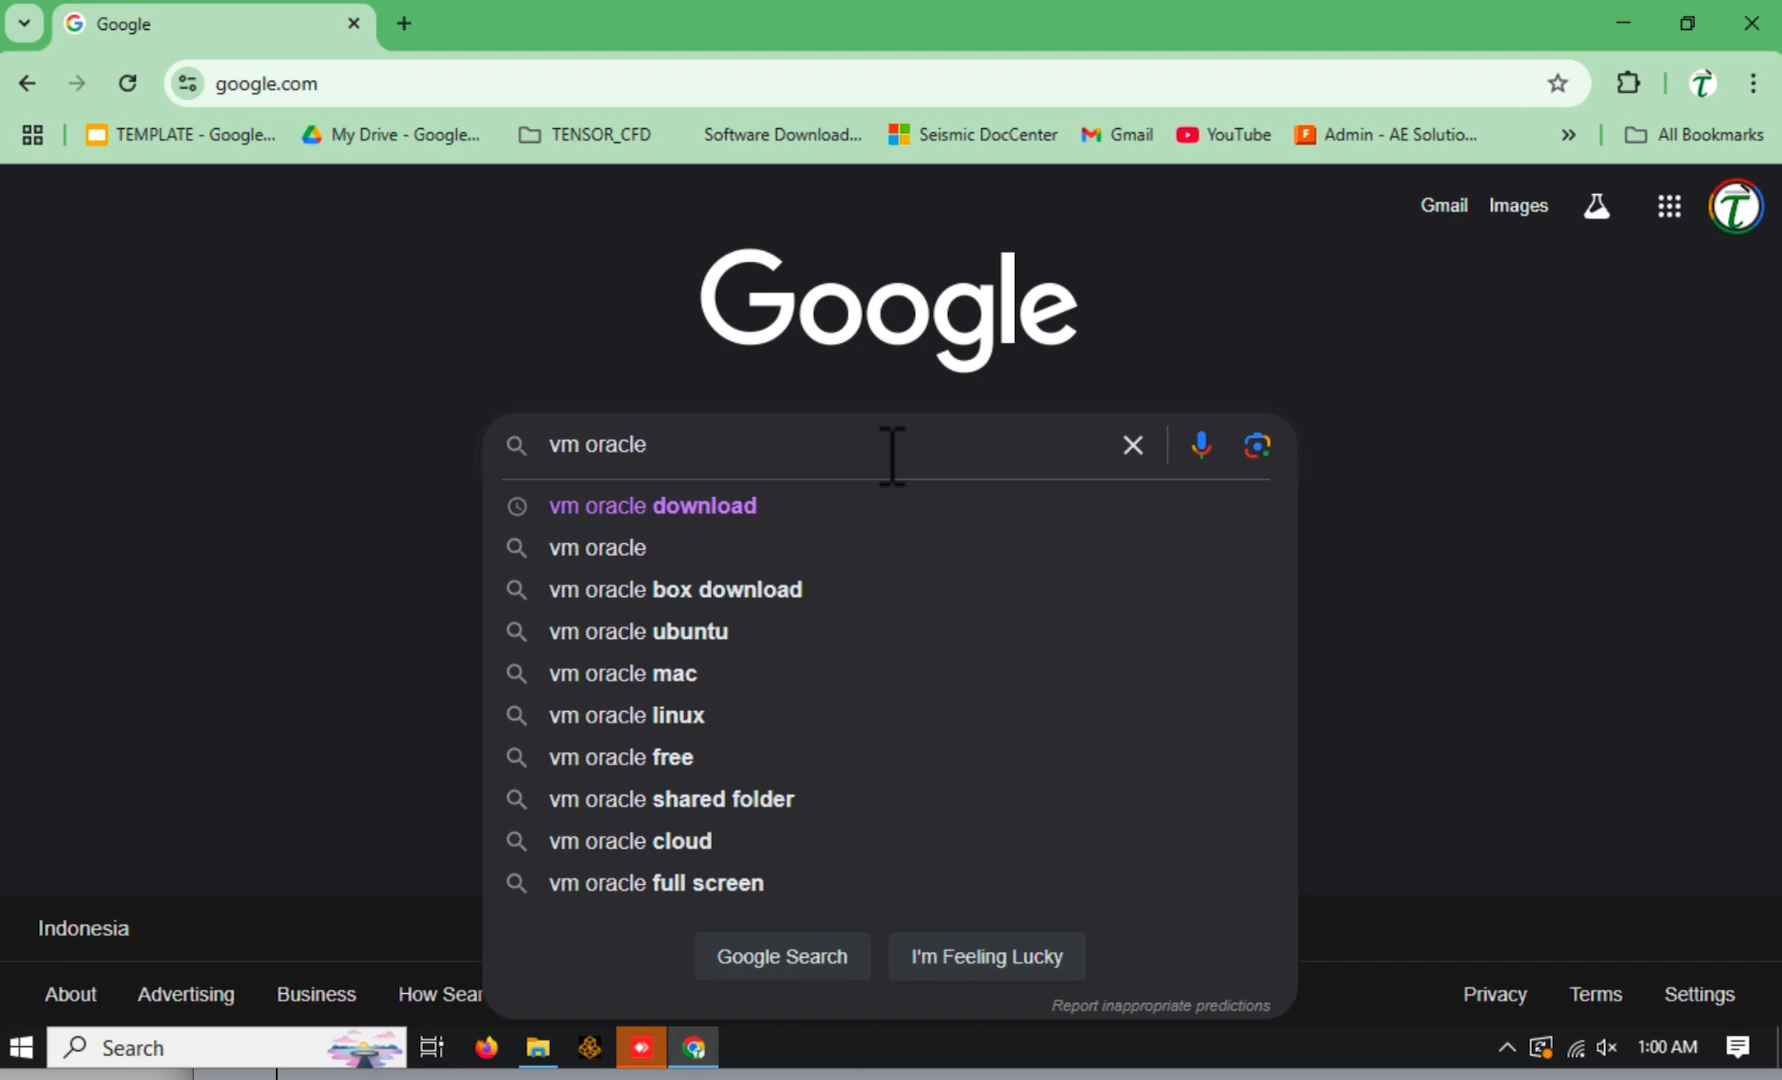 Google
google.com
TEMPLATE - Google... My Drive - Google... TENSOR_CFD Software Download... Seismic DocCenter Gmail YouTube Admin - AE Solutio... » All Bookmarks
Gmail Images
Google
vm oracle
vm oracle download
vm oracle
vm oracle box download
vm oracle ubuntu
vm oracle mac
vm oracle linux
vm oracle free
vm oracle shared folder
vm oracle cloud
vm oracle full screen
Indonesia
Google Search I'm Feeling Lucky
About Advertising Business How Sear Privacy Terms Settings
Report inappropriate predictions
Search 1:00 AM